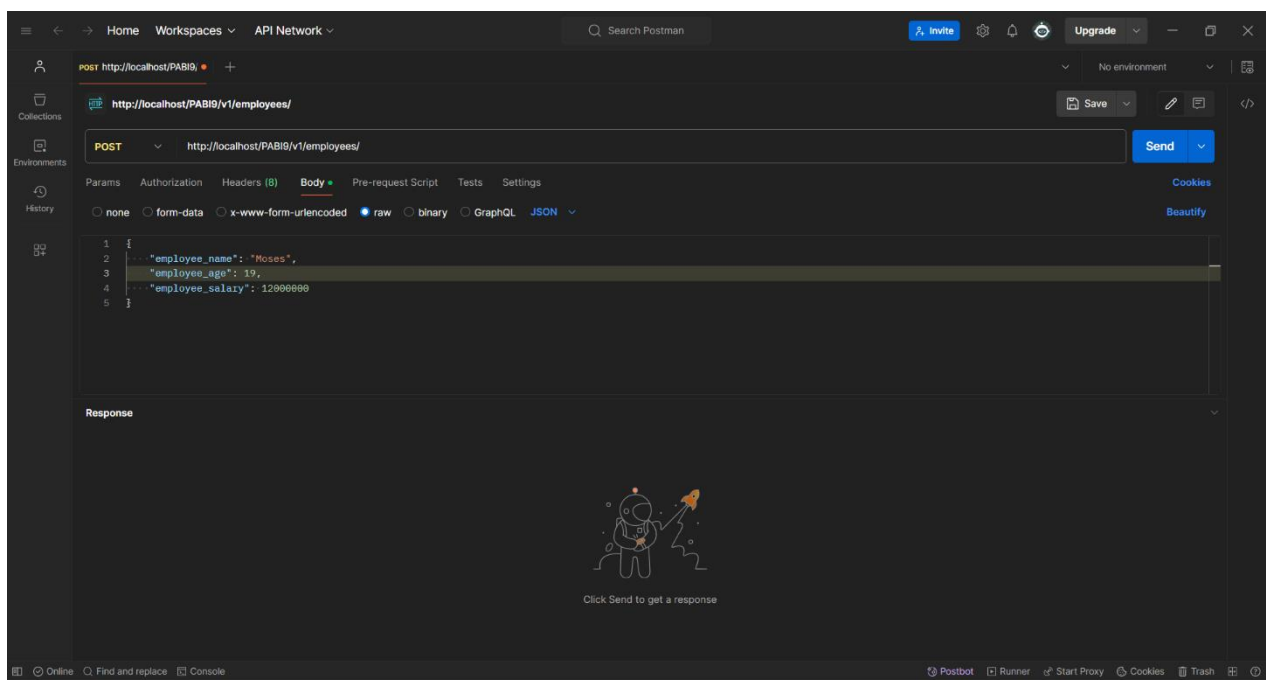 Home Workspaces API Network Search Postman Invite Upgrade
POST http://localhost/PABI9/ No environment
HTTP http://localhost/PABI9/v1/employees/ Save
Collections
POST http://localhost/PABI9/v1/employees/ Send
Environments
Params Authorization Headers (8) Body Pre-request Script Tests Settings Cookies
History
none form-data x-www-form-urlencoded raw binary GraphQL JSON Beautify
1 {
2 "employee_name": "Moses",
3 "employee_age": 19,
4 "employee_salary": 12000000
5 }
Response
Click Send to get a response
Online Find and replace Console Postbot Runner Start Proxy Cookies Trash